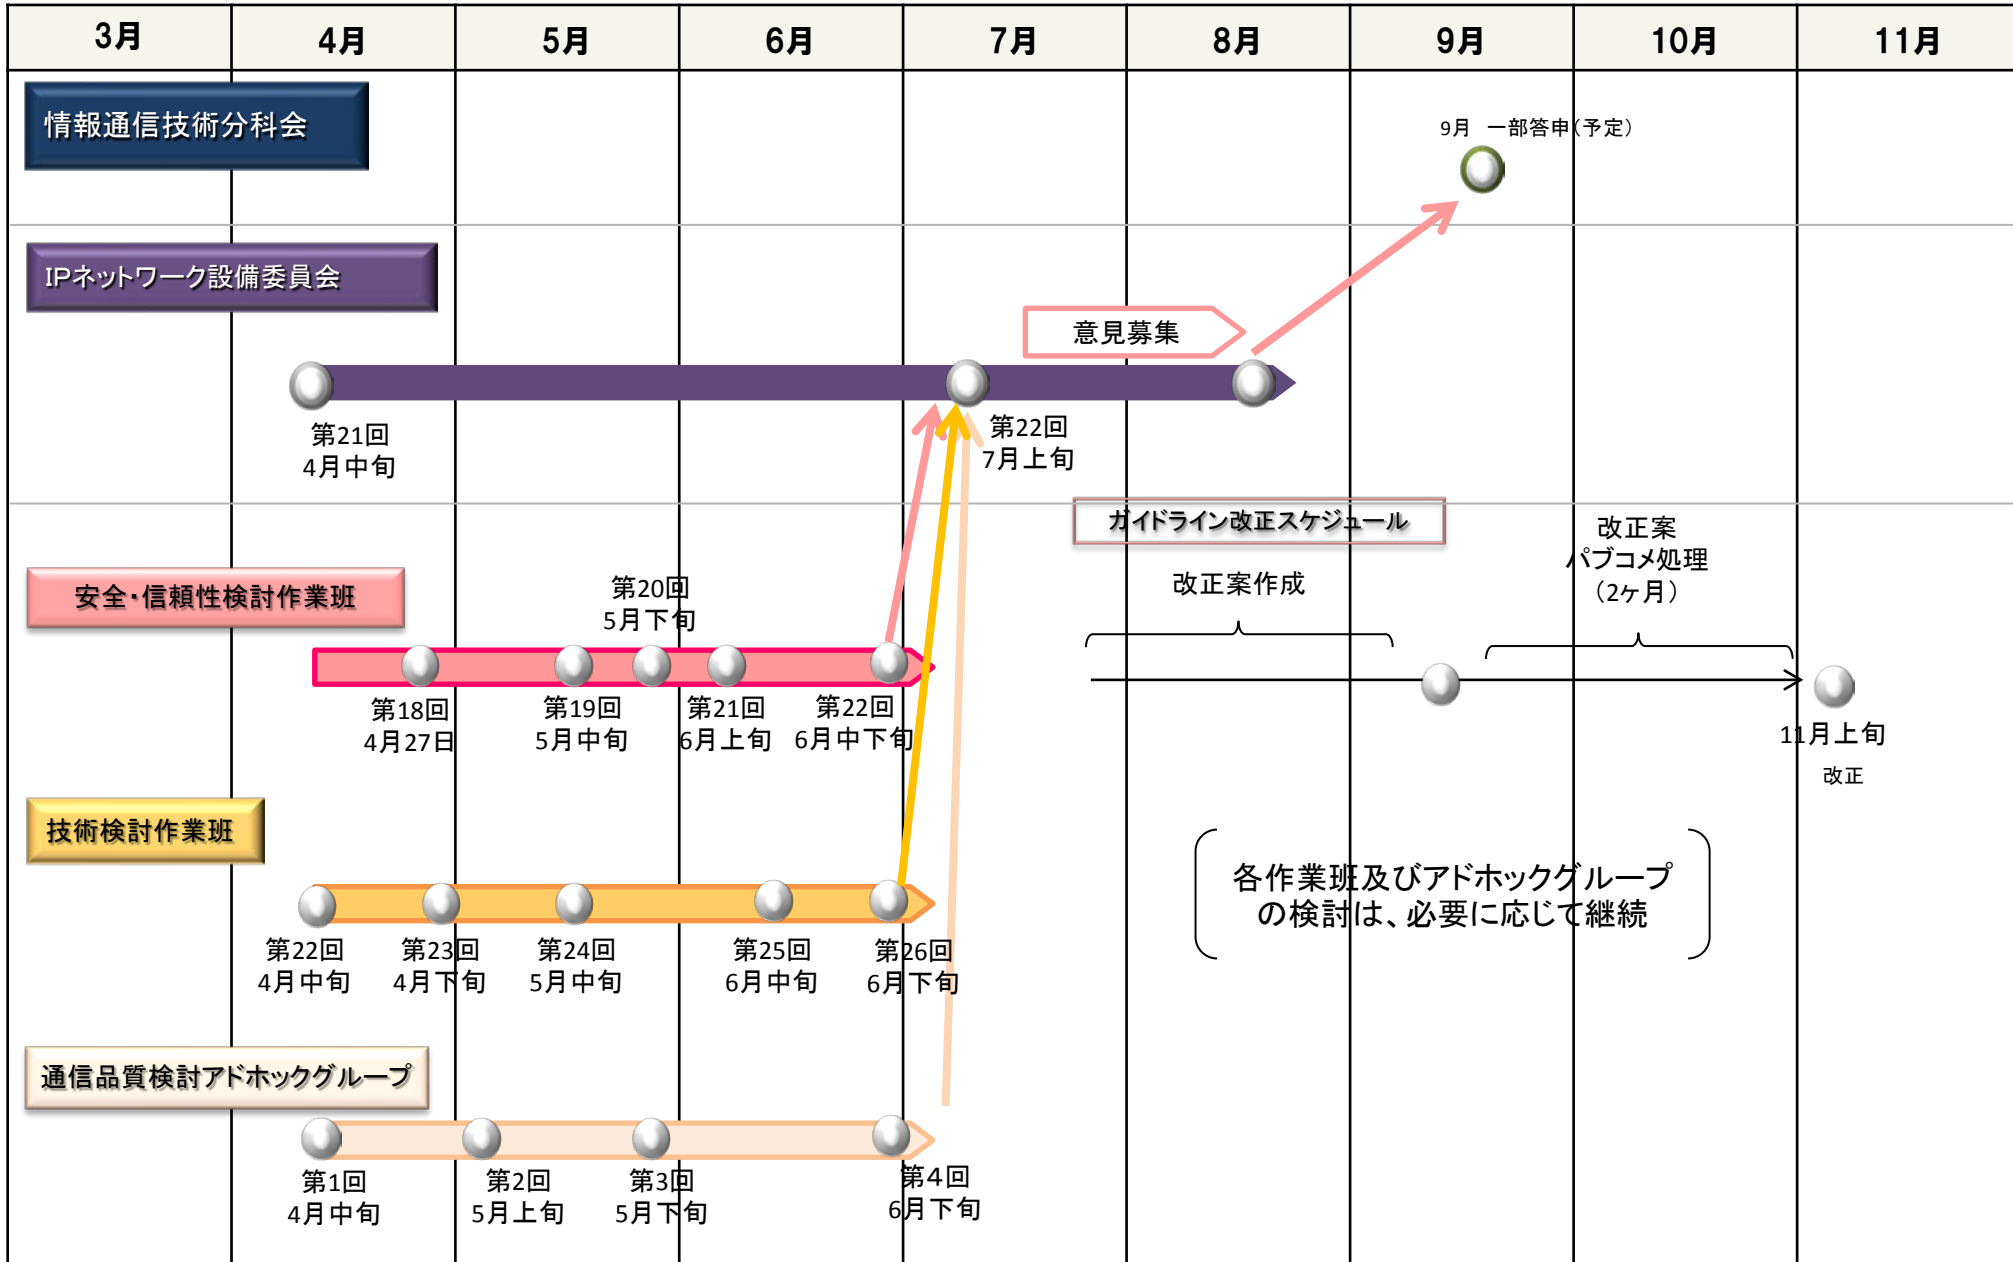 3月 4月 5月 6月 7月 8月 9月 10月 11月
情報通信技術分科会
9月 一部答申(予定)
IPネットワーク設備委員会
意見募集
第21回
4月中旬
第22回
7月上旬
ガイドライン改正スケジュール
改正案
パブコメ処理
(2ヶ月)
改正案作成
安全・信頼性検討作業班
第20回
5月下旬
第18回
4月27日
第19回
5月中旬
第21回
6月上旬
第22回
6月中下旬
11月上旬
改正
技術検討作業班
各作業班及びアドホックグループ
の検討は、必要に応じて継続
第22回
4月中旬
第23回
4月下旬
第24回
5月中旬
第25回
6月中旬
第26回
6月下旬
通信品質検討アドホックグループ
第1回
4月中旬
第2回
5月上旬
第3回
5月下旬
第4回
6月下旬